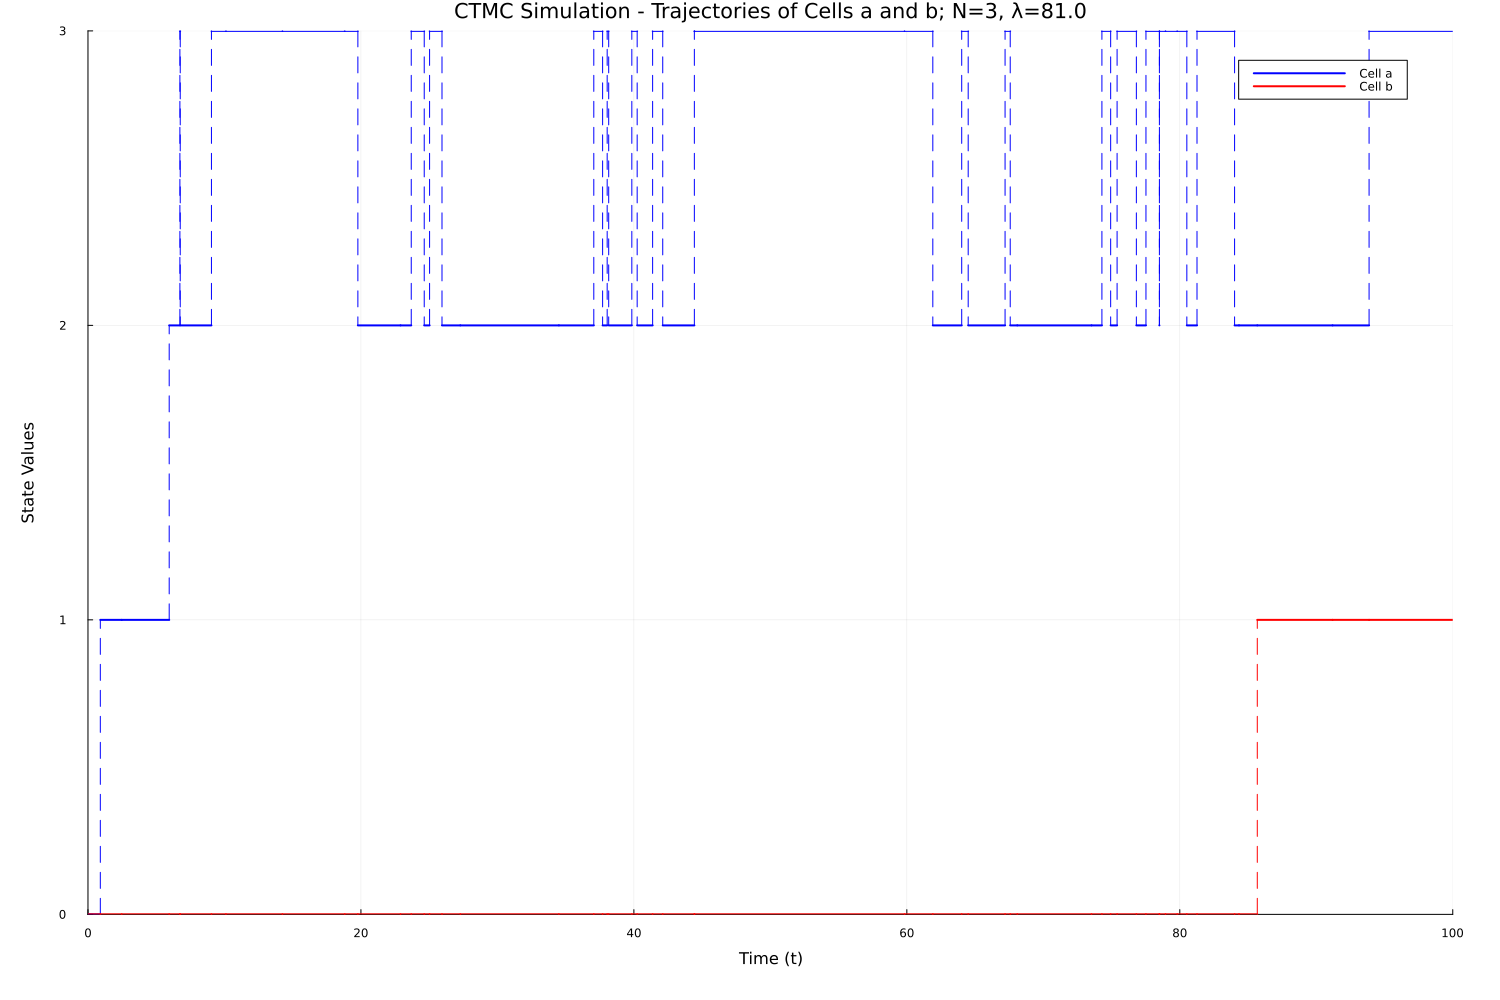 CTMC Simulation - Trajectories of Cells a and b; N=3, λ=81.0
3
Cell a
Cell b
2
State Values
1
0
0 20 40 60 80 100
Time (t)